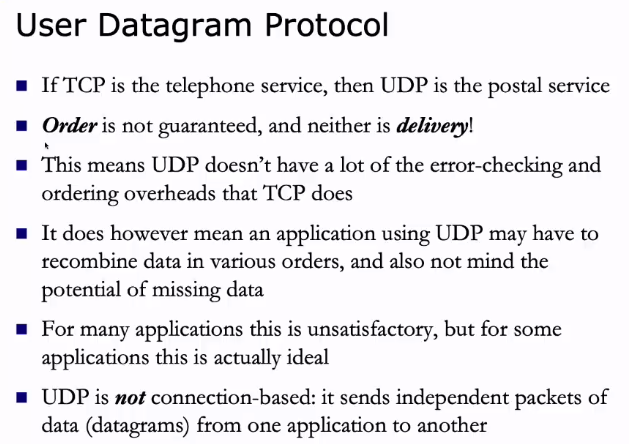 User Datagram Protocol
If TCP is the telephone service, then UDP is the postal service
Order is not guaranteed, and neither is delivery!
This means UDP doesn't have a lot of the error-checking and
ordering overheads that TCP does
It does however mean an application using UDP may have to
recombine data in various orders, and also not mind the
potential of missing data
For many applications this is unsatisfactory, but for some
applications this is actually ideal
UDP is not connection-based: it sends independent packets of
data (datagrams) from one application to another